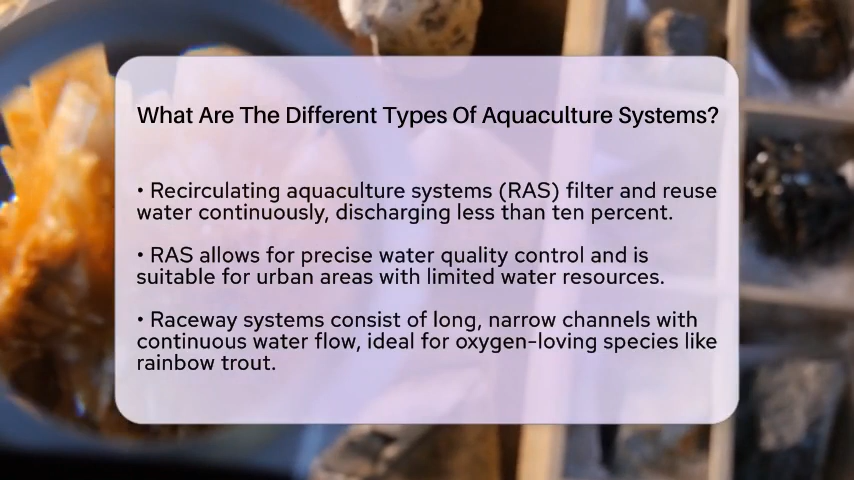 What Are The Different Types Of Aquaculture Systems?
• Recirculating aquaculture systems (RAS) filter and reuse
water continuously, discharging less than ten percent.
• RAS allows for precise water quality control and is
suitable for urban areas with limited water resources.
• Raceway systems consist of long, narrow channels with
continuous water flow, ideal for oxygen-loving species like
rainbow trout.